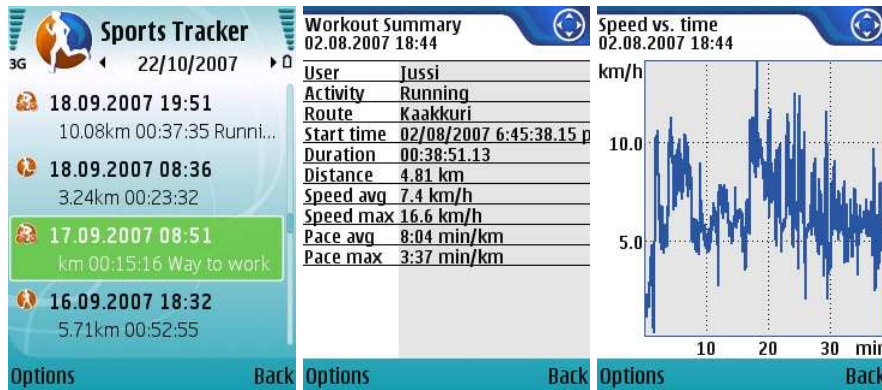 Sports Tracker
3G
22/10/2007
18.09.2007 19:51
10.08km 00:37:35 Runni...
18.09.2007 08:36
3.24km 00:23:32
17.09.2007 08:51
km 00:15:16 Way to work
16.09.2007 18:32
5.71km 00:52:55
Options Back
Workout Summary
02.08.2007 18:44
User Jussi
Activity Running
Route Kaakkuri
Start time 02/08/2007 6:45:38.15 p
Duration 00:38:51.13
Distance 4.81 km
Speed avg 7.4 km/h
Speed max 16.6 km/h
Pace avg 8:04 min/km
Pace max 3:37 min/km
Options Back
Speed vs. time
02.08.2007 18:44
km/h
10.0
5.0
10 20 30 min
Options Back